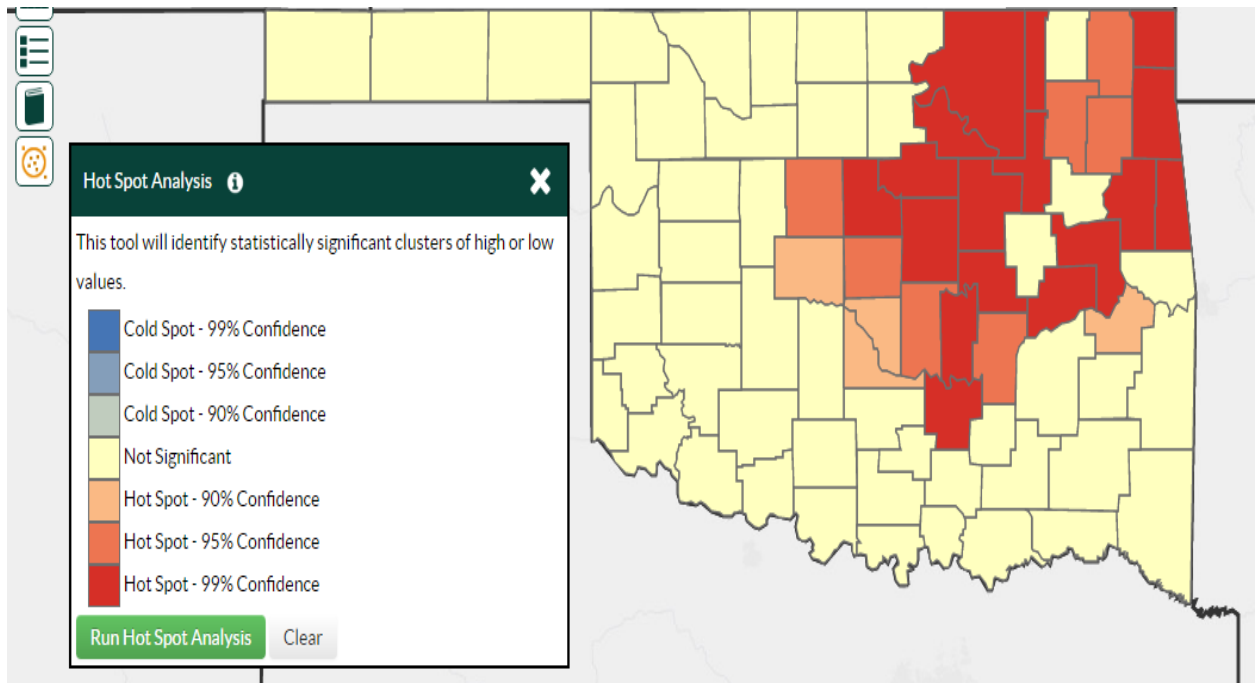 Hot Spot Analysis
This tool will identify statistically significant clusters of high or low
values.
Cold Spot - 99% Confidence
Cold Spot - 95% Confidence
Cold Spot - 90% Confidence
Not Significant
Hot Spot - 90% Confidence
Hot Spot - 95% Confidence
Hot Spot - 99% Confidence
Run Hot Spot Analysis Clear